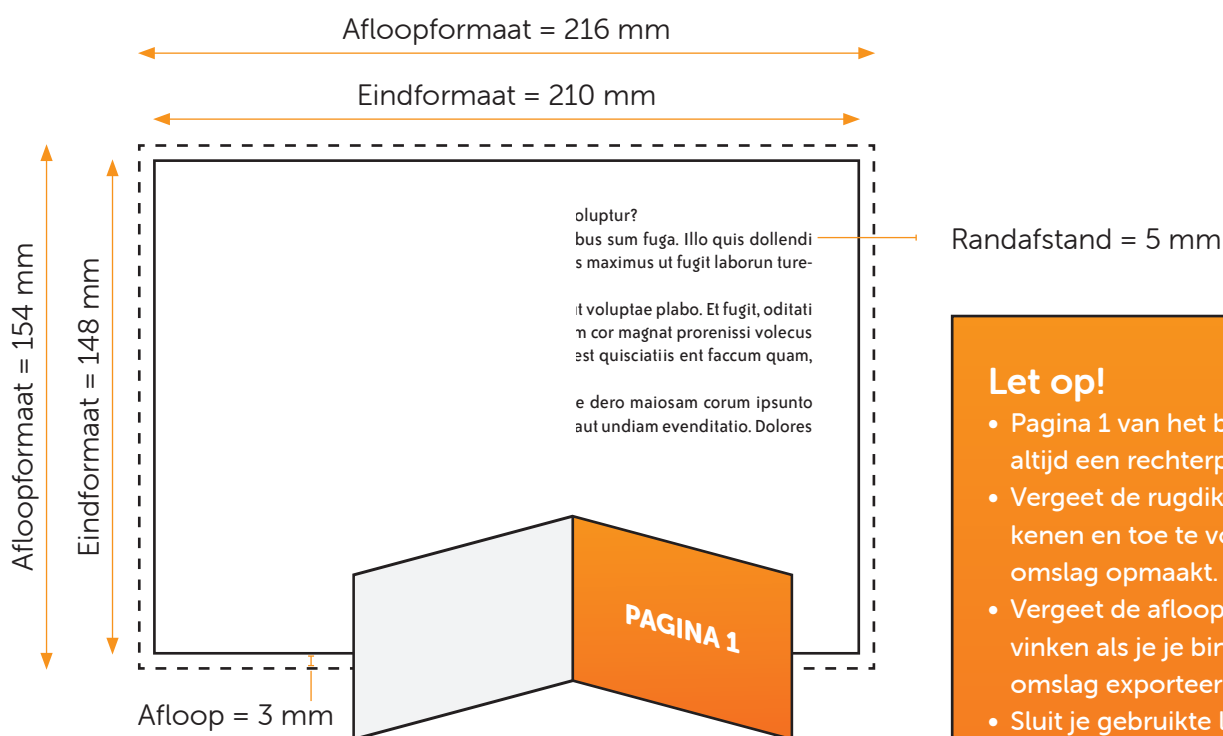 Afloopformaat = 216 mm
Eindformaat = 210 mm
Afloopformaat = 154 mm
Eindformaat = 148 mm
oluptur?
bus sum fuga. Illo quis dollendi
s maximus ut fugit laborun ture-
t voluptae plabo. Et fugit, oditati
m cor magnat prorenissi volecus
est quisciatiis ent faccum quam,
e dero maiosam corum ipsunto
aut undiam evenditatio. Dolores
Randafstand = 5 mm
PAGINA 1
Afloop = 3 mm
Let op!
• Pagina 1 van het b
altijd een rechterp
• Vergeet de rugdik
kenen en toe te vo
omslag opmaakt.
• Vergeet de afloop
vinken als je je bin
omslag exporteer
• Sluit je gebruikte